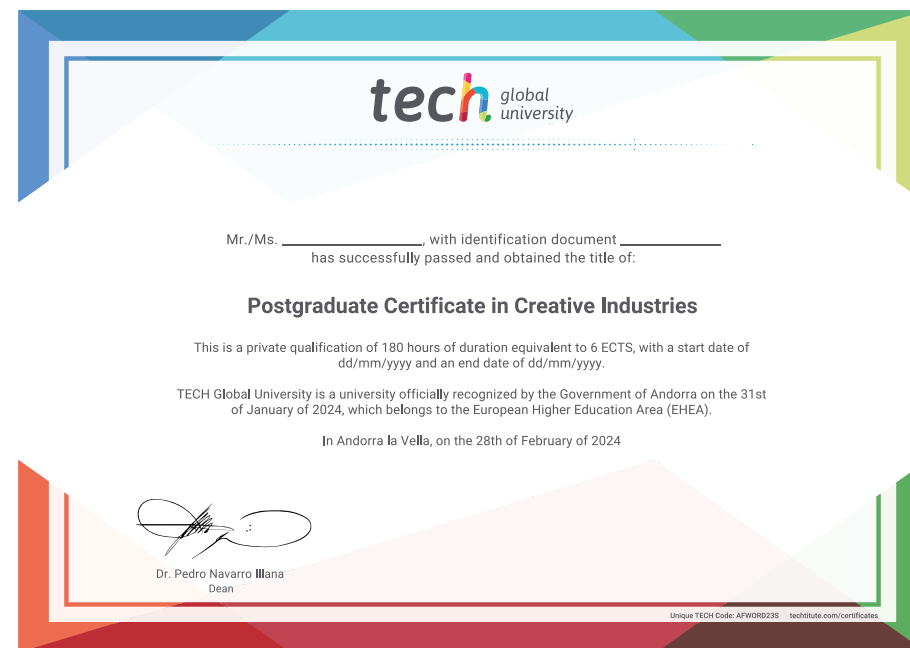 tech global university
Mr./Ms. ____________, with identification document ____________
has successfully passed and obtained the title of:
Postgraduate Certificate in Creative Industries
This is a private qualification of 180 hours of duration equivalent to 6 ECTS, with a start date of
dd/mm/yyyy and an end date of dd/mm/yyyy.
TECH Global University is a university officially recognized by the Government of Andorra on the 31st
of January of 2024, which belongs to the European Higher Education Area (EHEA).
In Andorra la Vella, on the 28th of February of 2024
Dr. Pedro Navarro Illana
Dean
Unique TECH Code: AFWORD23S techtitute.com/certificates